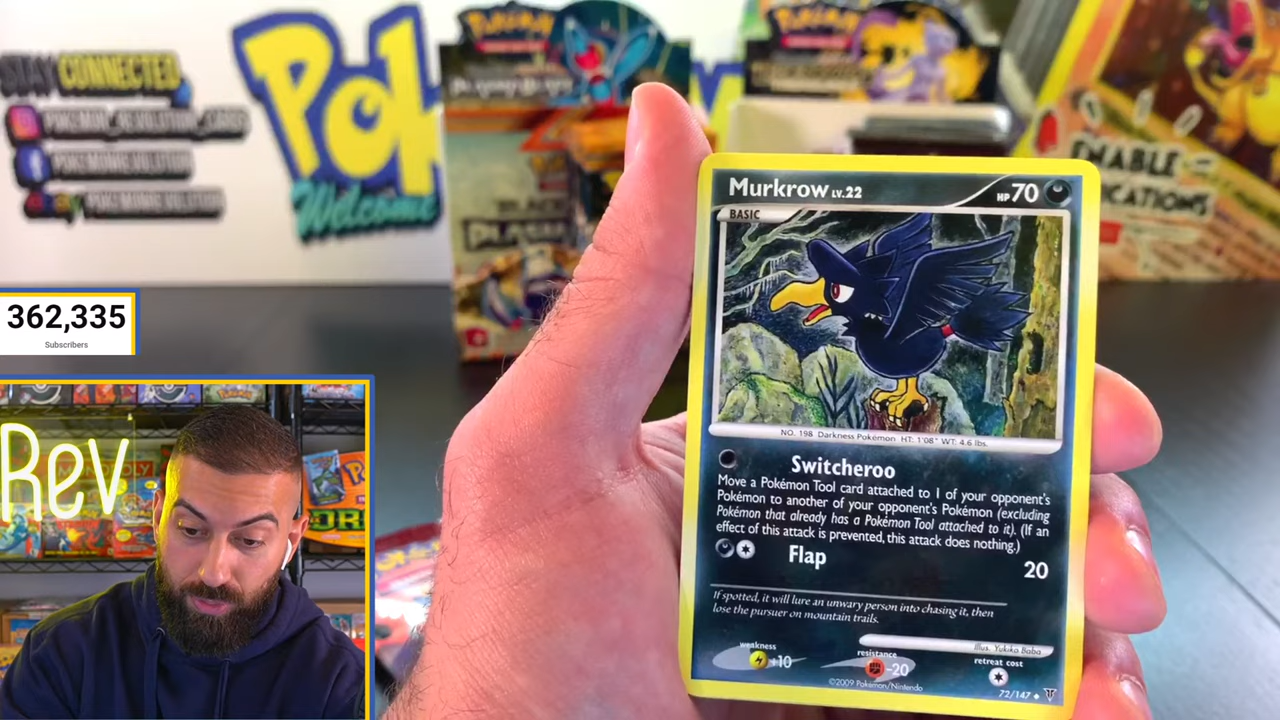 STAY CONNECTED
Pok
Welcome
Pokémon
ENABLE
362,335
Subscribers
Rev
MONOPOLY
Murkrow LV.22
HP 70
BASIC
NO. 198 Darkness Pokémon HT: 1'08" WT: 4.6 lbs.
Switcheroo
Move a Pokémon Tool card attached to 1 of your opponent's
Pokémon to another of your opponent's Pokémon (excluding
Pokémon that already has a Pokémon Tool attached to it). (If an
effect of this attack is prevented, this attack does nothing.)
Flap 20
If spotted, it will lure an unwary person into chasing it, then
lose the pursuer on mountain trails.
Illus. Yukiko Baba
weakness
+10
resistance
-20
retreat cost
©2009 Pokémon/Nintendo
72/147